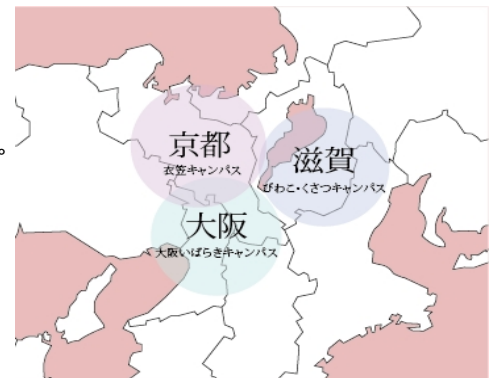 。
京都
衣笠キャンパス
滋賀
びわこ・くさつキャンパス
大阪
大阪いばらきキャンパス